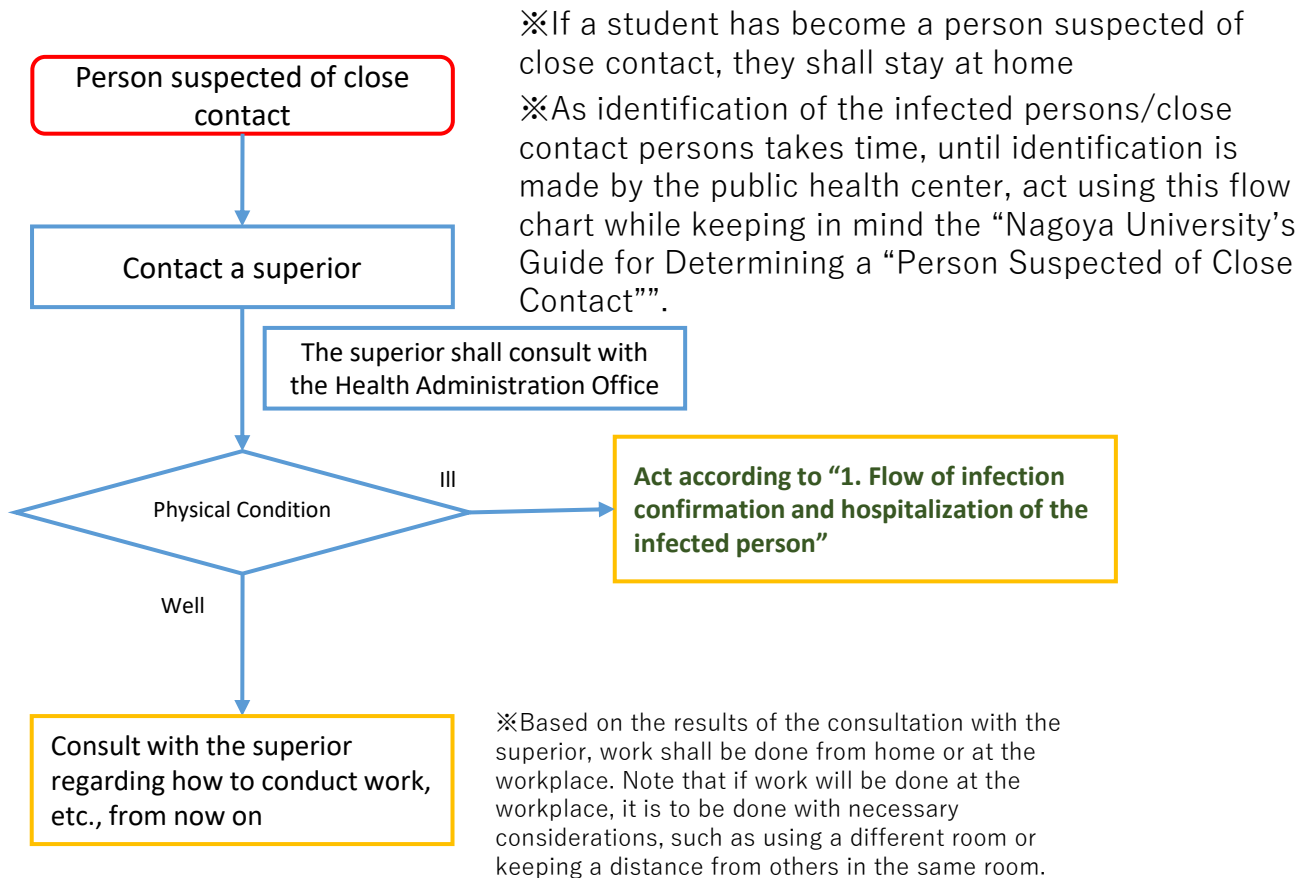 Person suspected of close
contact
※If a student has become a person suspected of
close contact, they shall stay at home
※As identification of the infected persons/close
contact persons takes time, until identification is
made by the public health center, act using this flow
chart while keeping in mind the “Nagoya University’s
Guide for Determining a “Person Suspected of Close
Contact””.
Contact a superior
The superior shall consult with
the Health Administration Office
Physical Condition
Ill
Act according to “1. Flow of infection
confirmation and hospitalization of the
infected person”
Well
Consult with the superior
regarding how to conduct work,
etc., from now on
※Based on the results of the consultation with the
superior, work shall be done from home or at the
workplace. Note that if work will be done at the
workplace, it is to be done with necessary
considerations, such as using a different room or
keeping a distance from others in the same room.